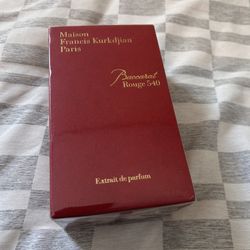 Maison
Francis Kurkdjian
Paris
Baccarat
Rouge 540
Extrait de parfum